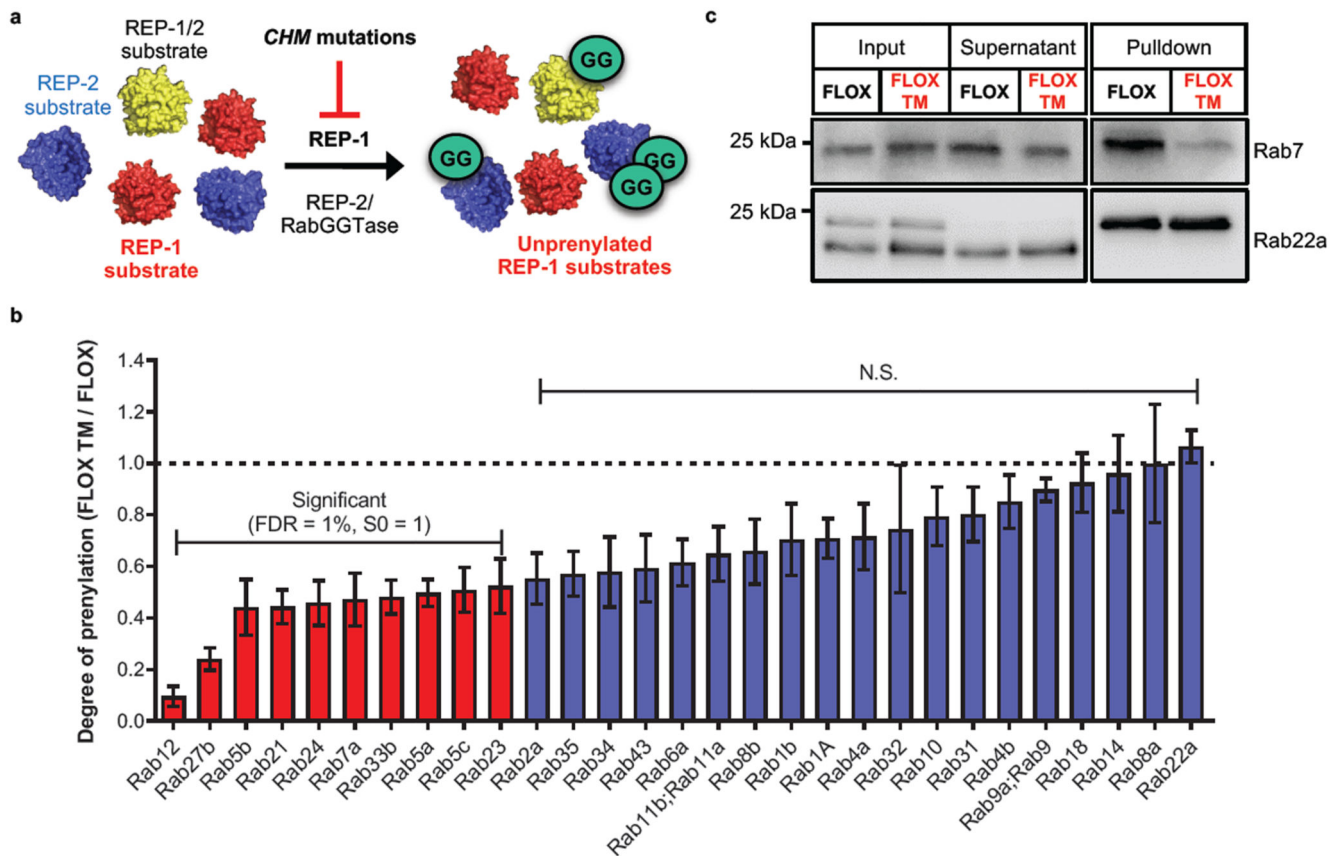 a
REP-1/2
substrate
REP-2
substrate
REP-1
substrate
CHM mutations
REP-1
REP-2/
RabGGTase
GG
GG
GG
GG
Unprenylated
REP-1 substrates
c
Input Supernatant Pulldown
FLOX FLOX TM FLOX FLOX TM FLOX FLOX TM
25 kDa
Rab7
25 kDa
Rab22a
b
Degree of prenylation (FLOX TM / FLOX)
1.4
1.2
1.0
0.8
0.6
0.4
0.2
0.0
Significant
(FDR = 1%, S0 = 1)
N.S.
Rab12
Rab27b
Rab5b
Rab21
Rab24
Rab7a
Rab33b
Rab5a
Rab5c
Rab23
Rab2a
Rab35
Rab34
Rab43
Rab6a
Rab11b;Rab11a
Rab8b
Rab1b
Rab1A
Rab4a
Rab32
Rab10
Rab31
Rab4b
Rab9a;Rab9
Rab18
Rab14
Rab8a
Rab22a